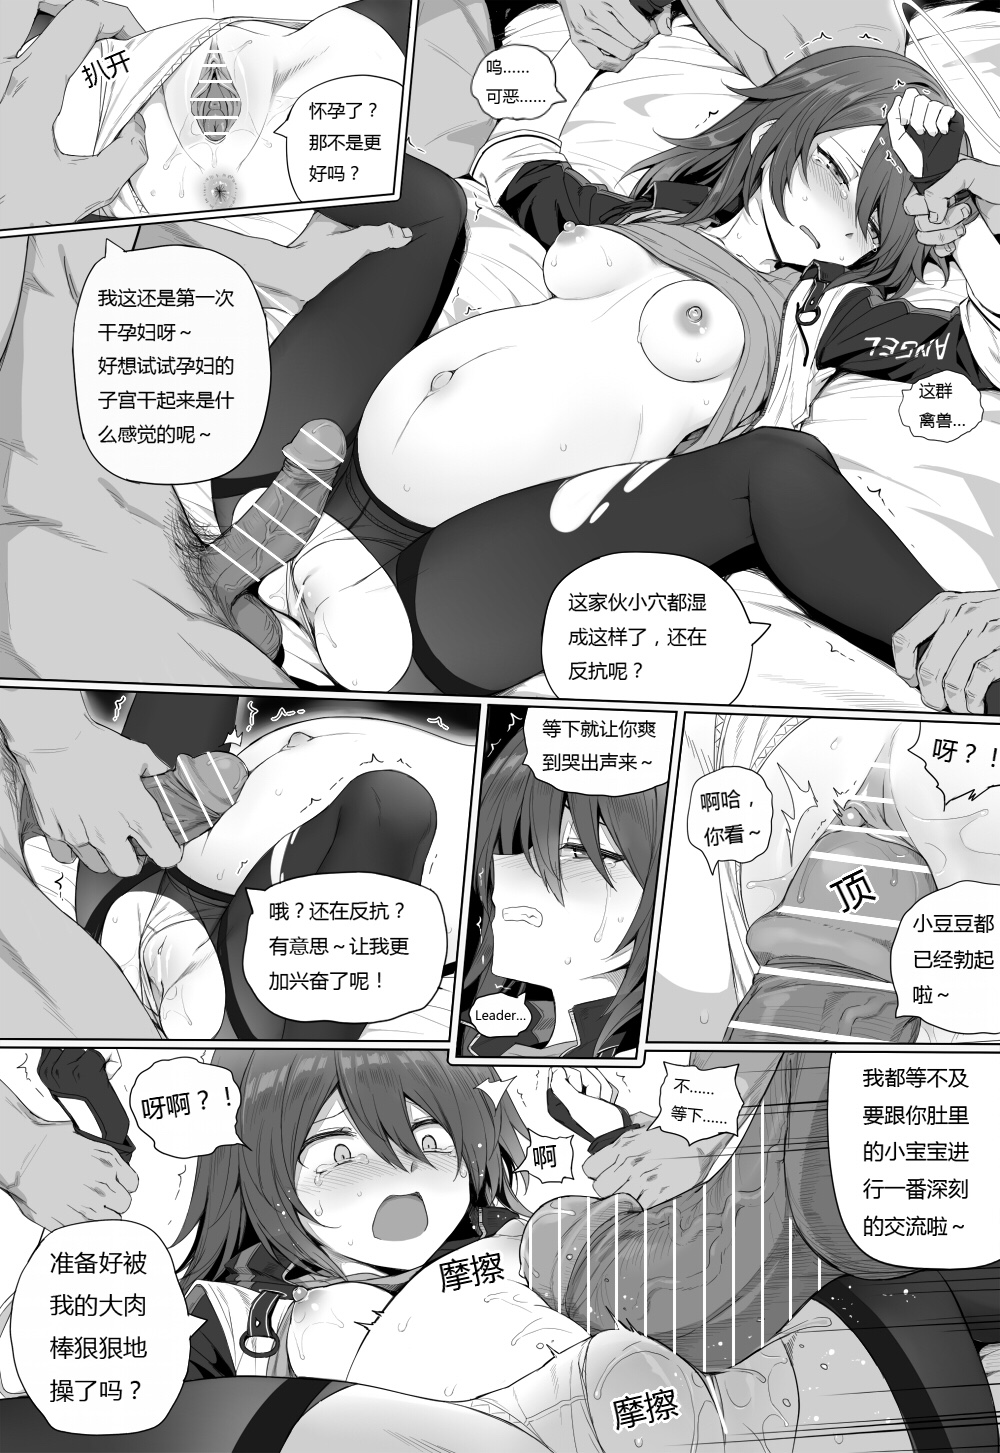 扒开
怀孕了？
那不是更
好吗？
呜……
可恶……
我这还是第一次
干孕妇呀～
好想试试孕妇的
子宫干起来是什
么感觉的呢～
ANGEL
这群
禽兽…
这家伙小穴都湿
成这样了，还在
反抗呢？
哦？还在反抗？
有意思～让我更
加兴奋了呢！
等下就让你爽
到哭出声来～
Leader…
呀？！
啊哈，
你看～
顶
小豆豆都
已经勃起
啦～
呀啊？！
啊
不……
等下……
我都等不及
要跟你肚里
的小宝宝进
行一番深刻
的交流啦～
摩擦
准备好被
我的大肉
棒狠狠地
操了吗？
摩擦